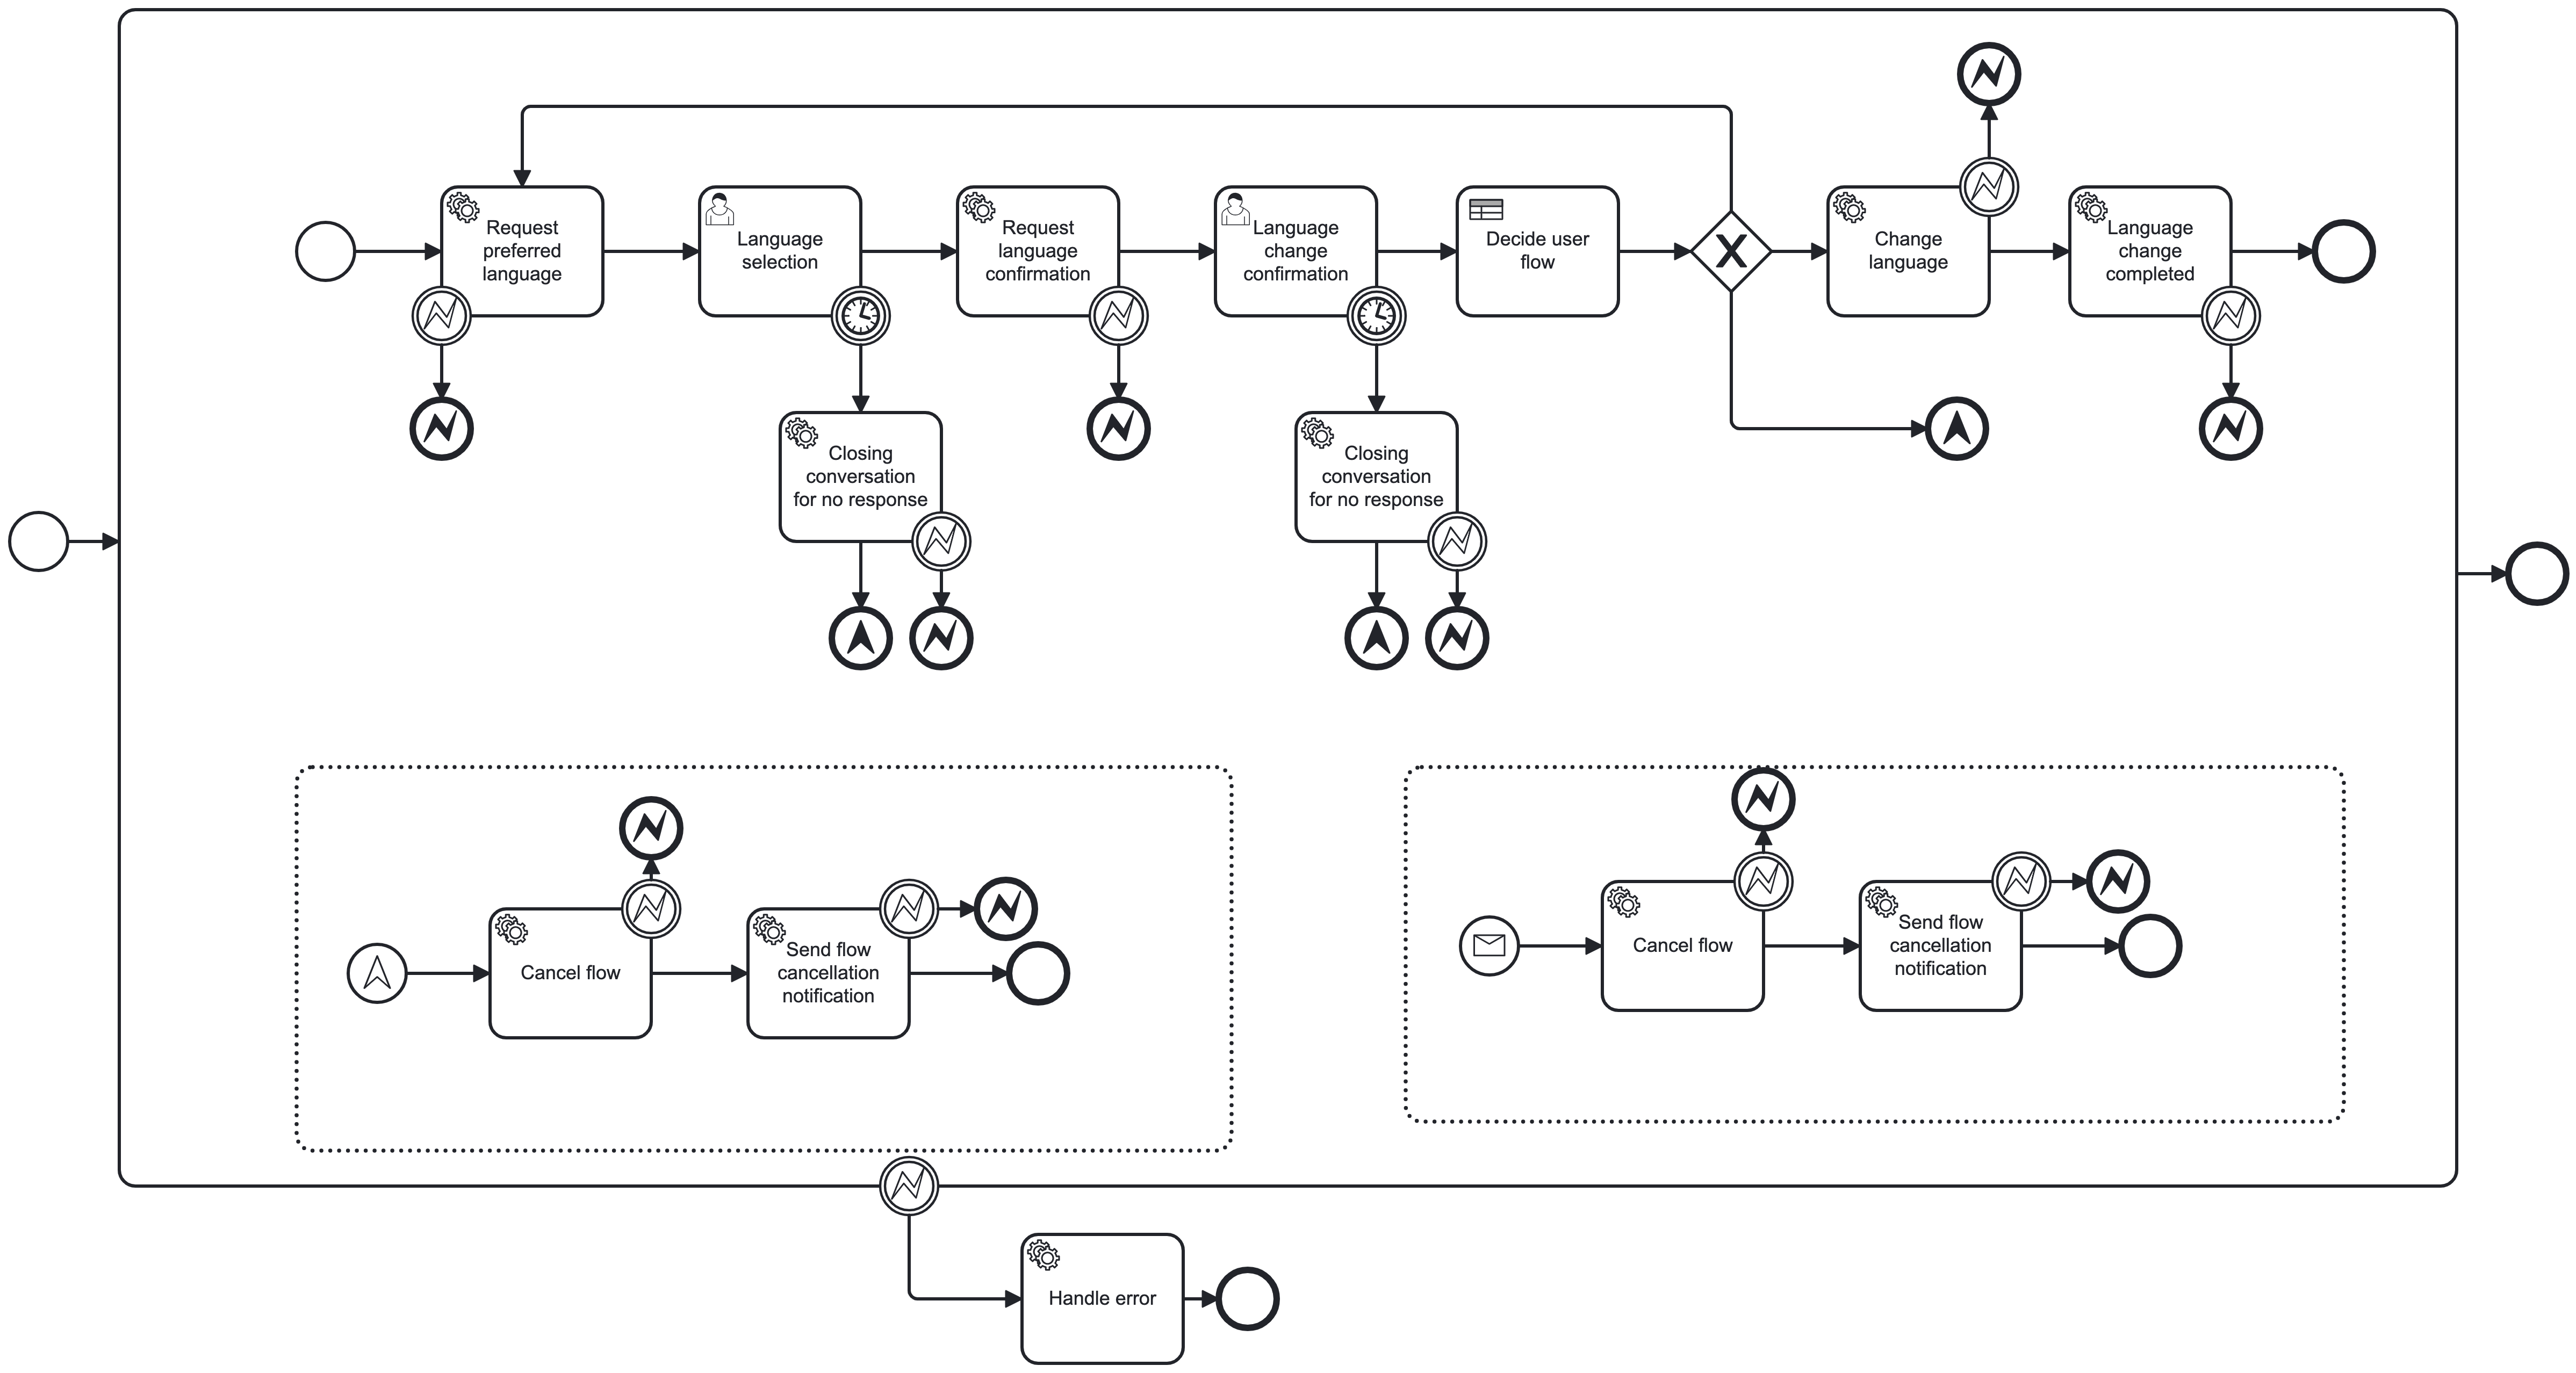 Request
preferred
language
Language
selection
Request
language
confirmation
Language
change
confirmation
Decide user
flow
Change
language
Language
change
completed
Closing
conversation
for no response
Closing
conversation
for no response
Cancel flow
Send flow
cancellation
notification
Cancel flow
Send flow
cancellation
notification
Handle error